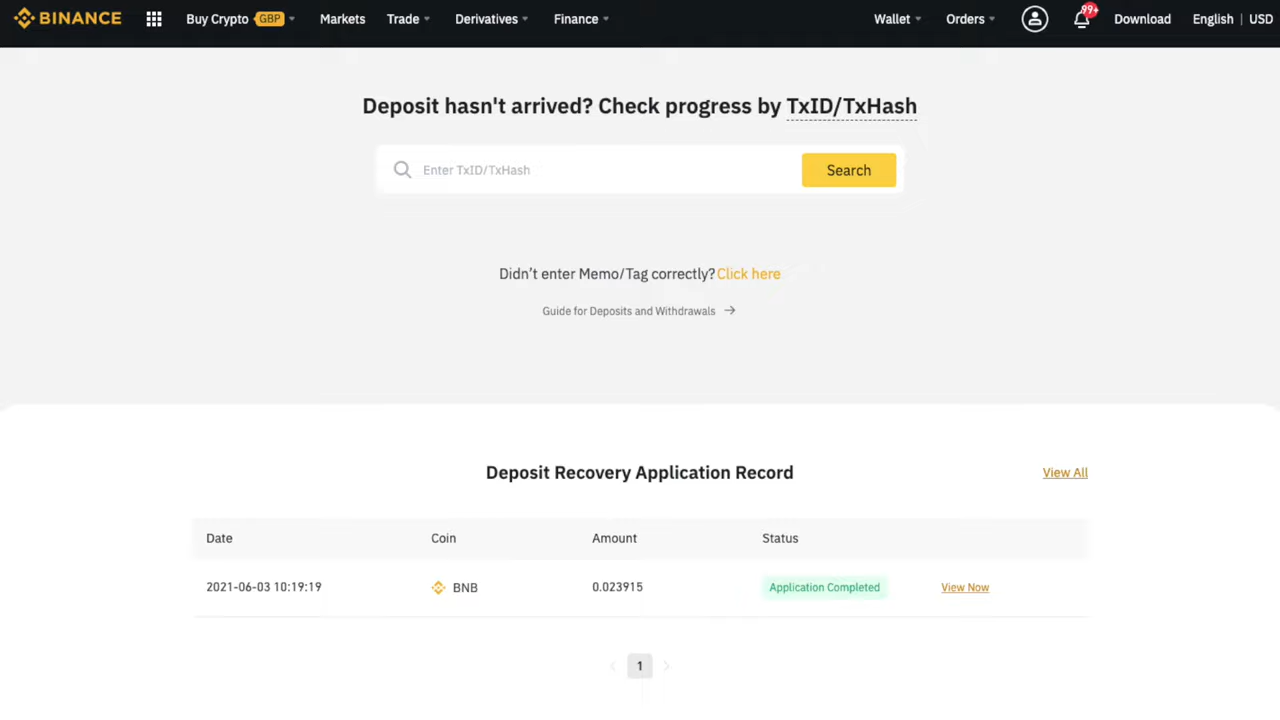 BINANCE Buy Crypto GBP Markets Trade Derivatives Finance Wallet Orders 99+ Download English | USD
Deposit hasn't arrived? Check progress by TxID/TxHash
Enter TxID/TxHash Search
Didn't enter Memo/Tag correctly? Click here
Guide for Deposits and Withdrawals →
Deposit Recovery Application Record View All
Date Coin Amount Status
2021-06-03 10:19:19 BNB 0.023915 Application Completed View Now
1